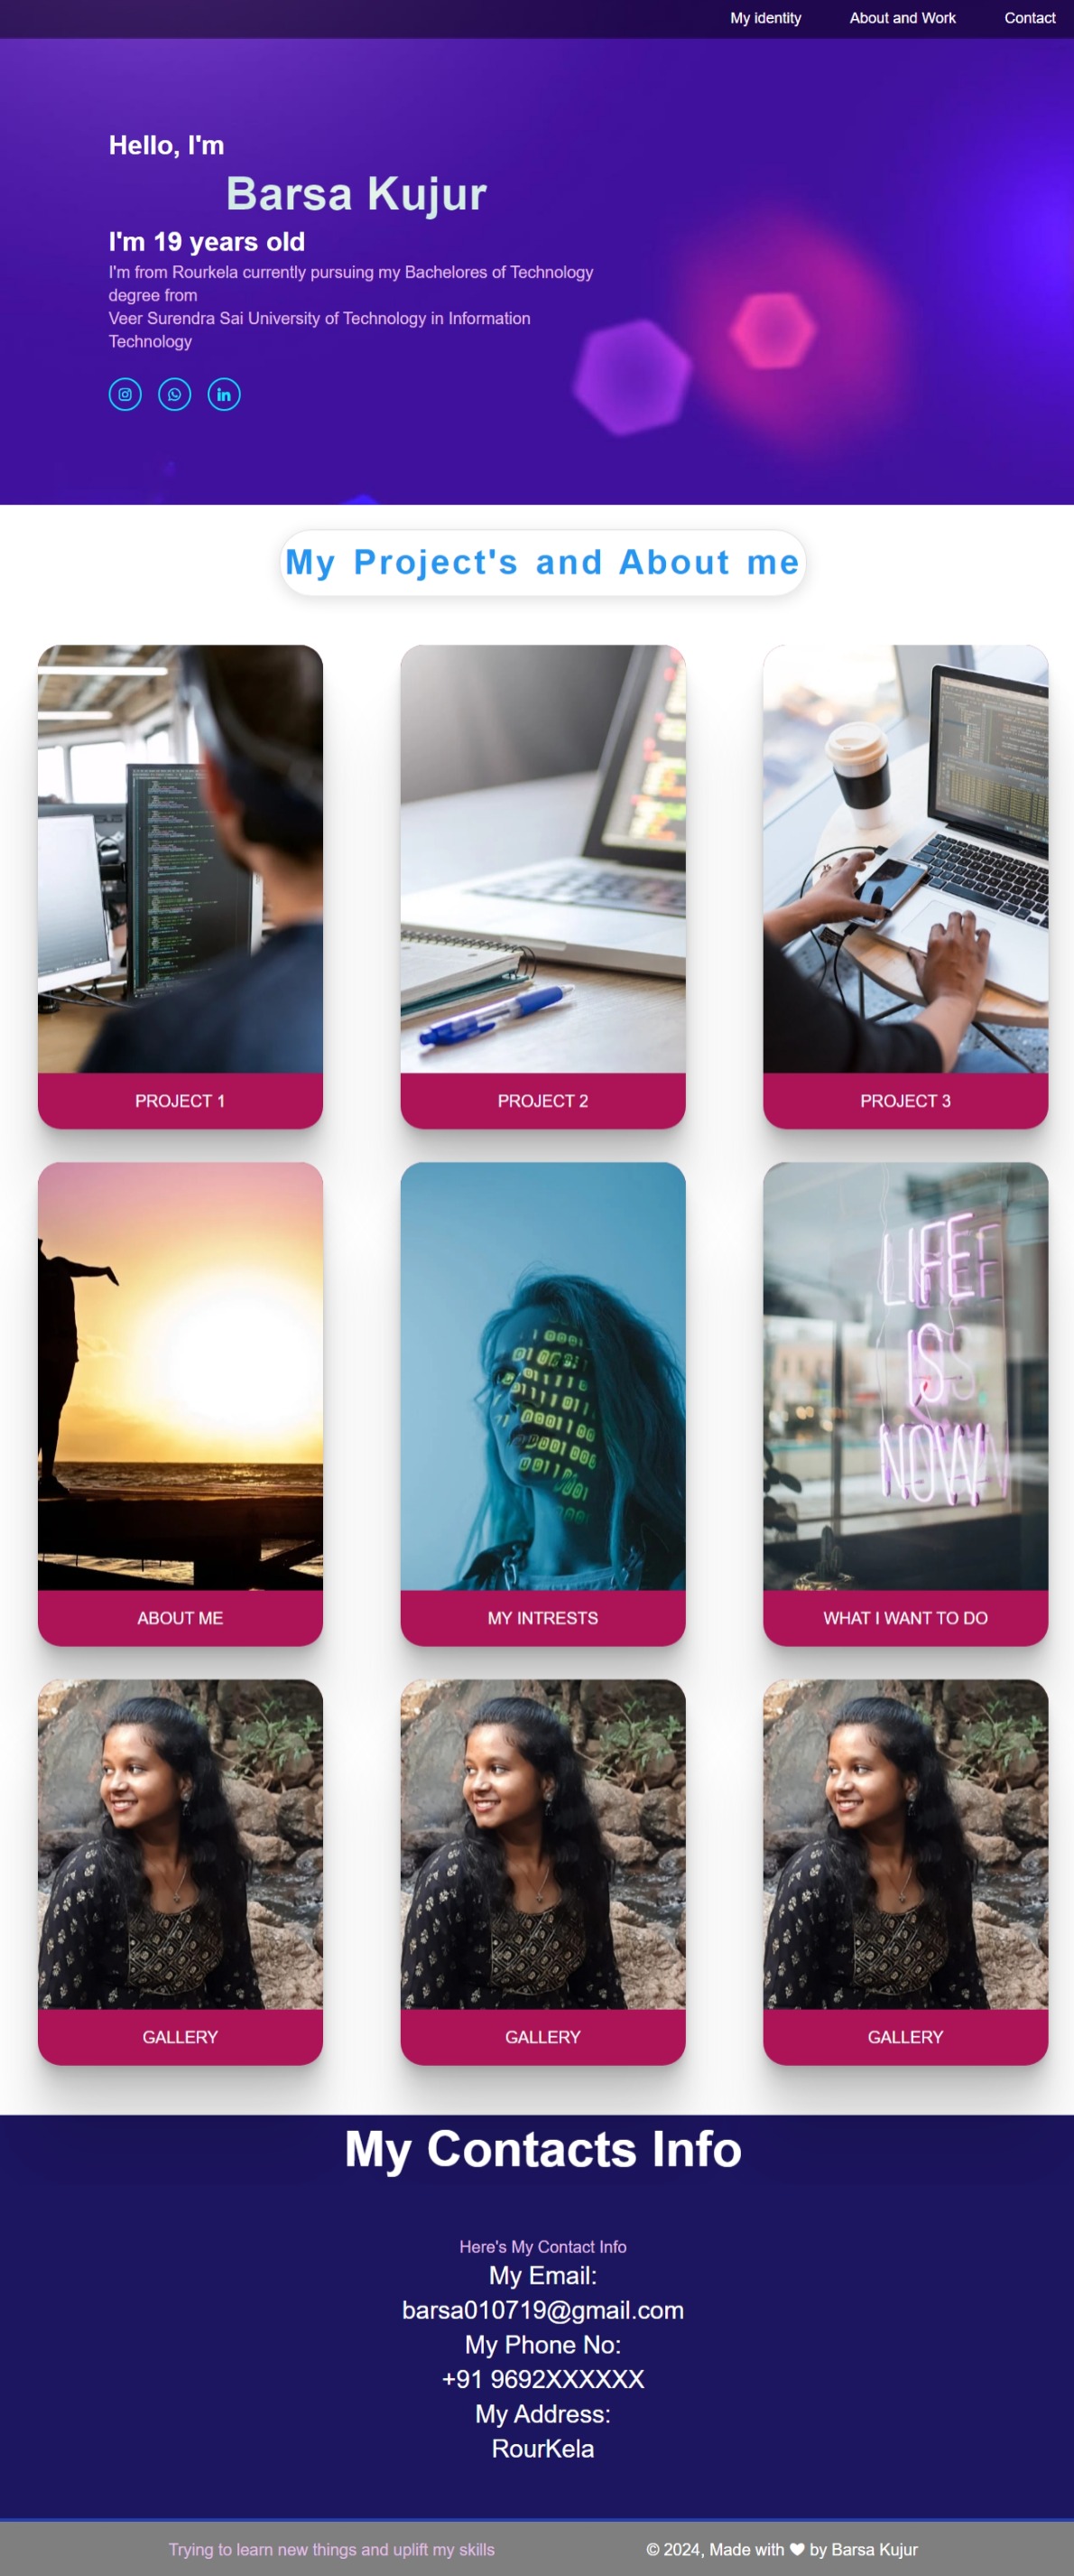 My identity About and Work Contact
Hello, I'm
Barsa Kujur
I'm 19 years old
I'm from Rourkela currently pursuing my Bachelores of Technology
degree from
Veer Surendra Sai University of Technology in Information
Technology
My Project's and About me
PROJECT 1 PROJECT 2 PROJECT 3
LIFE
IS
NOW
ABOUT ME MY INTRESTS WHAT I WANT TO DO
GALLERY GALLERY GALLERY
My Contacts Info
Here's My Contact Info
My Email:
barsa010719@gmail.com
My Phone No:
+91 9692XXXXXX
My Address:
RourKela
Trying to learn new things and uplift my skills © 2024, Made with ❤ by Barsa Kujur